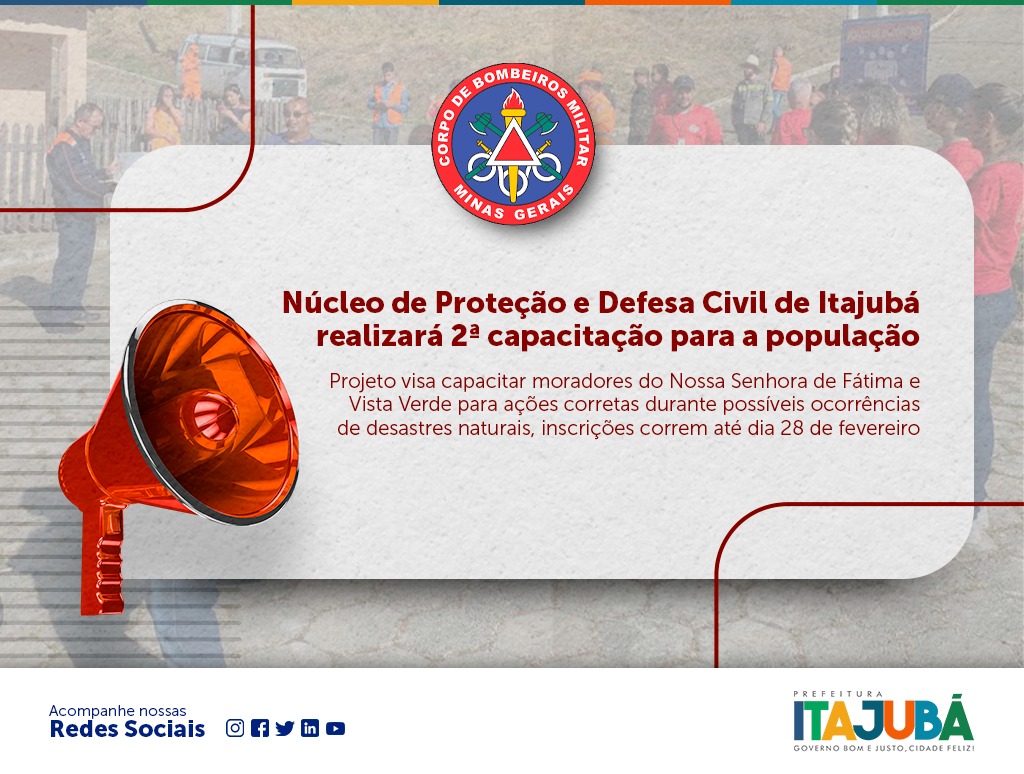 CORPO DE BOMBEIROS MILITAR
MINAS GERAIS
Núcleo de Proteção e Defesa Civil de Itajubá
realizará 2ª capacitação para a população
Projeto visa capacitar moradores do Nossa Senhora de Fátima e
Vista Verde para ações corretas durante possíveis ocorrências
de desastres naturais, inscrições correm até dia 28 de fevereiro
Acompanhe nossas
Redes Sociais
PREFEITURA
ITAJUBÁ
GOVERNO BOM E JUSTO, CIDADE FELIZ!